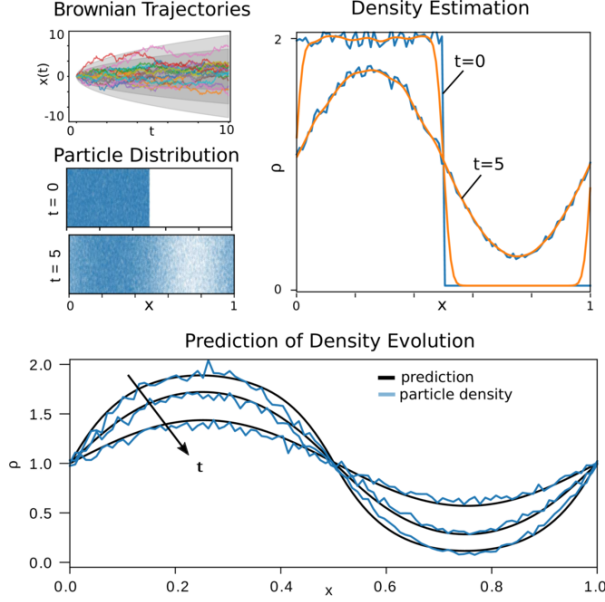 Brownian Trajectories
10
0
-10
x(t)
0
t
10
Particle Distribution
t = 0
t = 5
0
x
1
Density Estimation
2
0
ρ
t=0
t=5
0
x
1
Prediction of Density Evolution
2.0
1.5
1.0
0.5
0.0
ρ
t
prediction
particle density
0.0
0.2
0.4
0.6
0.8
1.0
x